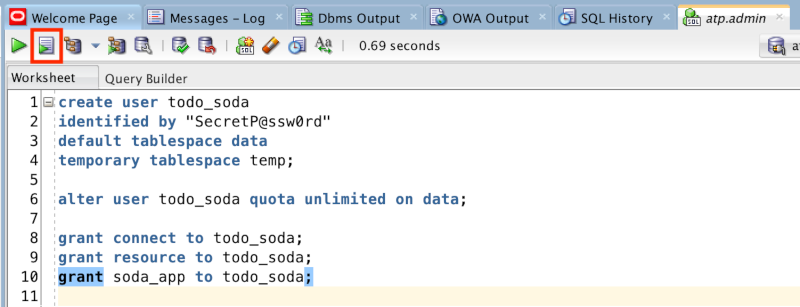 Welcome Page Messages - Log Dbms Output OWA Output SQL History atp.admin
SQL Aa 0.69 seconds
Worksheet Query Builder
1 create user todo_soda
2 identified by "SecretP@ssw0rd"
3 default tablespace data
4 temporary tablespace temp;
5
6 alter user todo_soda quota unlimited on data;
7
8 grant connect to todo_soda;
9 grant resource to todo_soda;
10 grant soda_app to todo_soda;
11